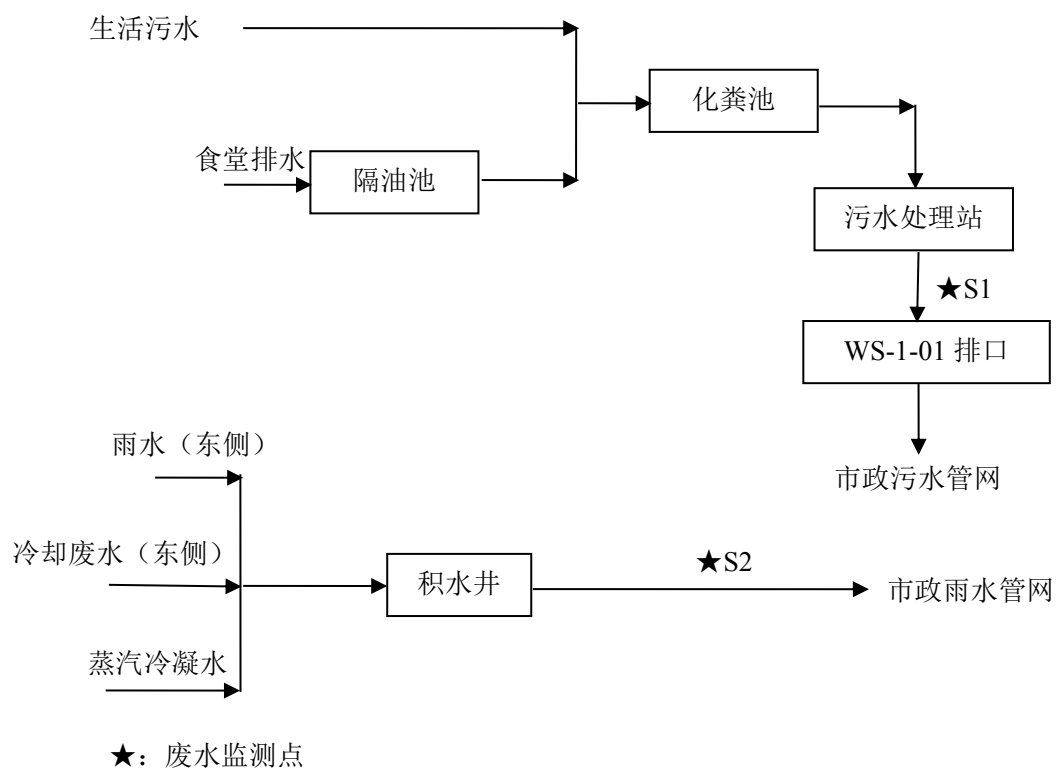 生活污水
化粪池
食堂排水
隔油池
污水处理站
★S1
WS-1-01 排口
市政污水管网
雨水（东侧）
冷却废水（东侧）
积水井
★S2
市政雨水管网
蒸汽冷凝水
★：废水监测点